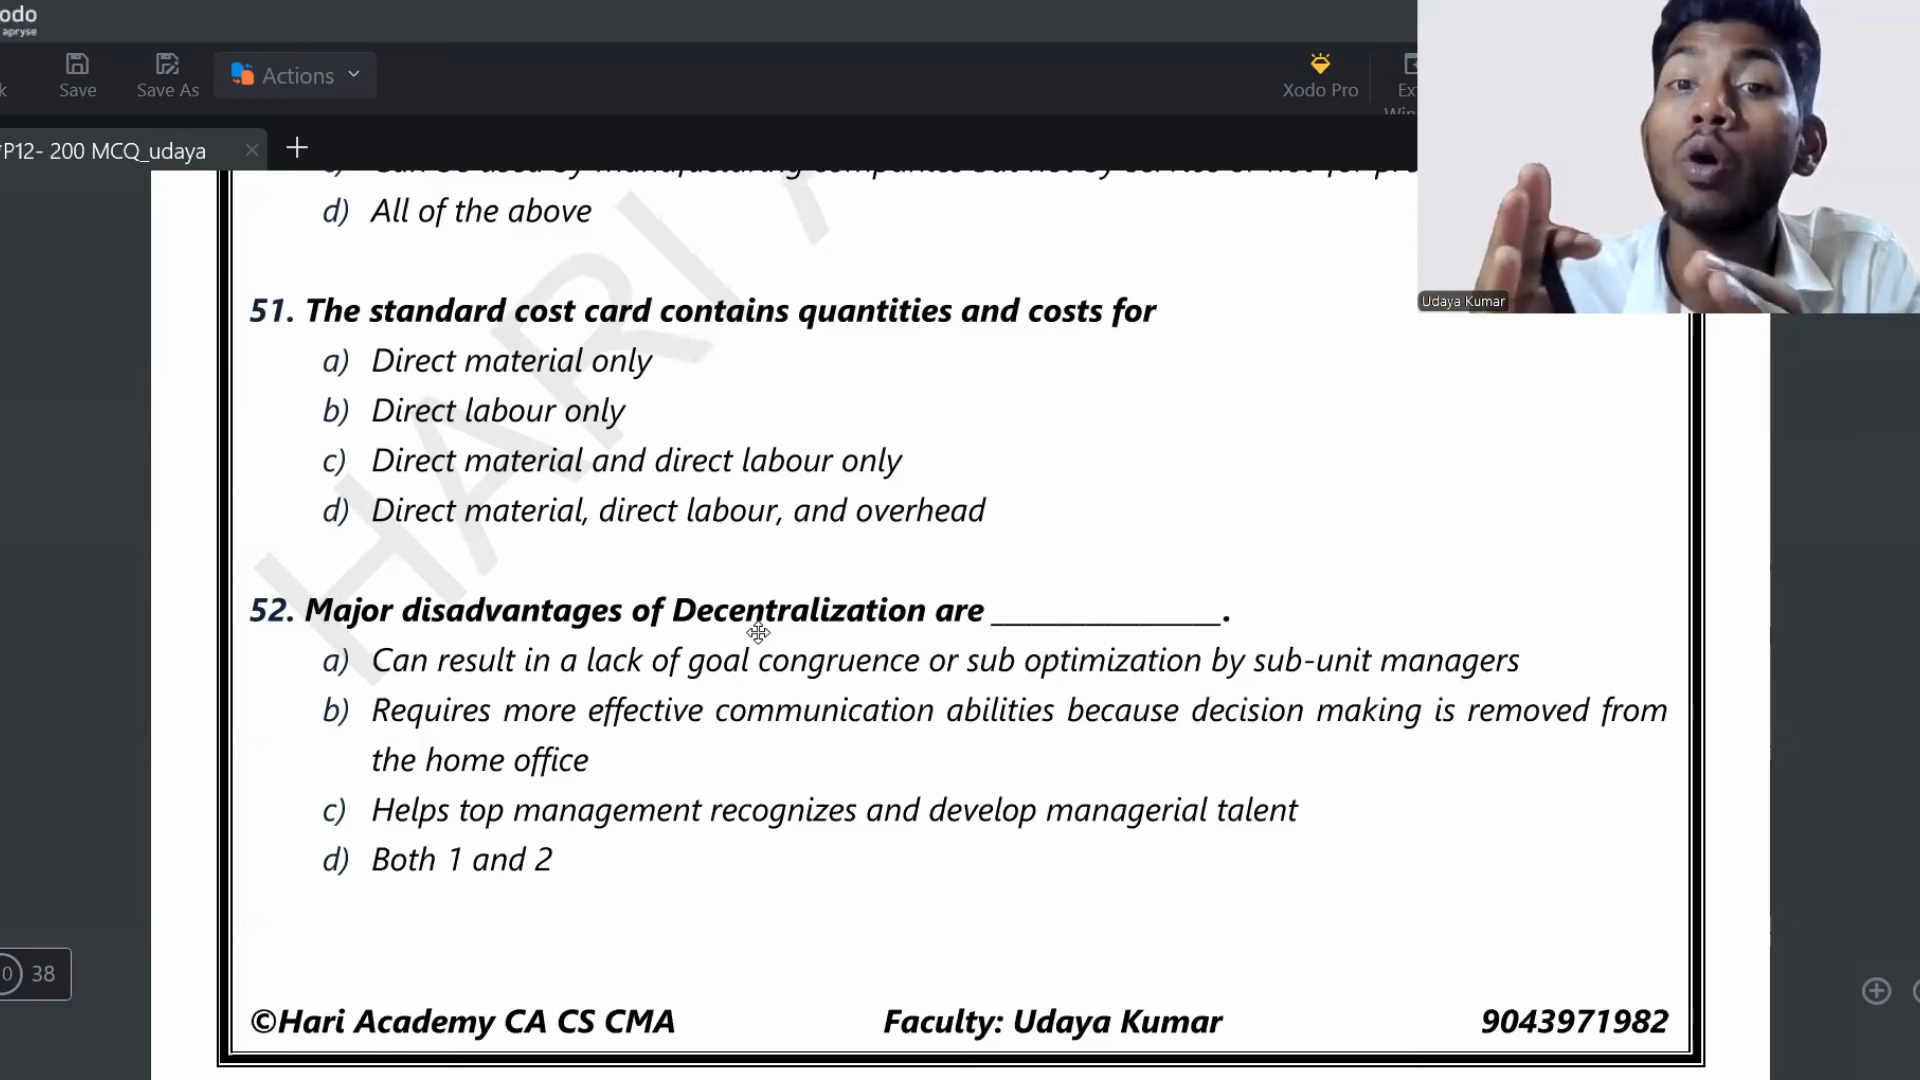 odo
apryse
Save
Save As
Actions
Xodo Pro
P12- 200 MCQ_udaya
d) All of the above
51. The standard cost card contains quantities and costs for
a) Direct material only
b) Direct labour only
c) Direct material and direct labour only
d) Direct material, direct labour, and overhead
52. Major disadvantages of Decentralization are _______________.
a) Can result in a lack of goal congruence or sub optimization by sub-unit managers
b) Requires more effective communication abilities because decision making is removed from
the home office
c) Helps top management recognizes and develop managerial talent
d) Both 1 and 2
©Hari Academy CA CS CMA Faculty: Udaya Kumar 9043971982
38
Udaya Kumar
HARI